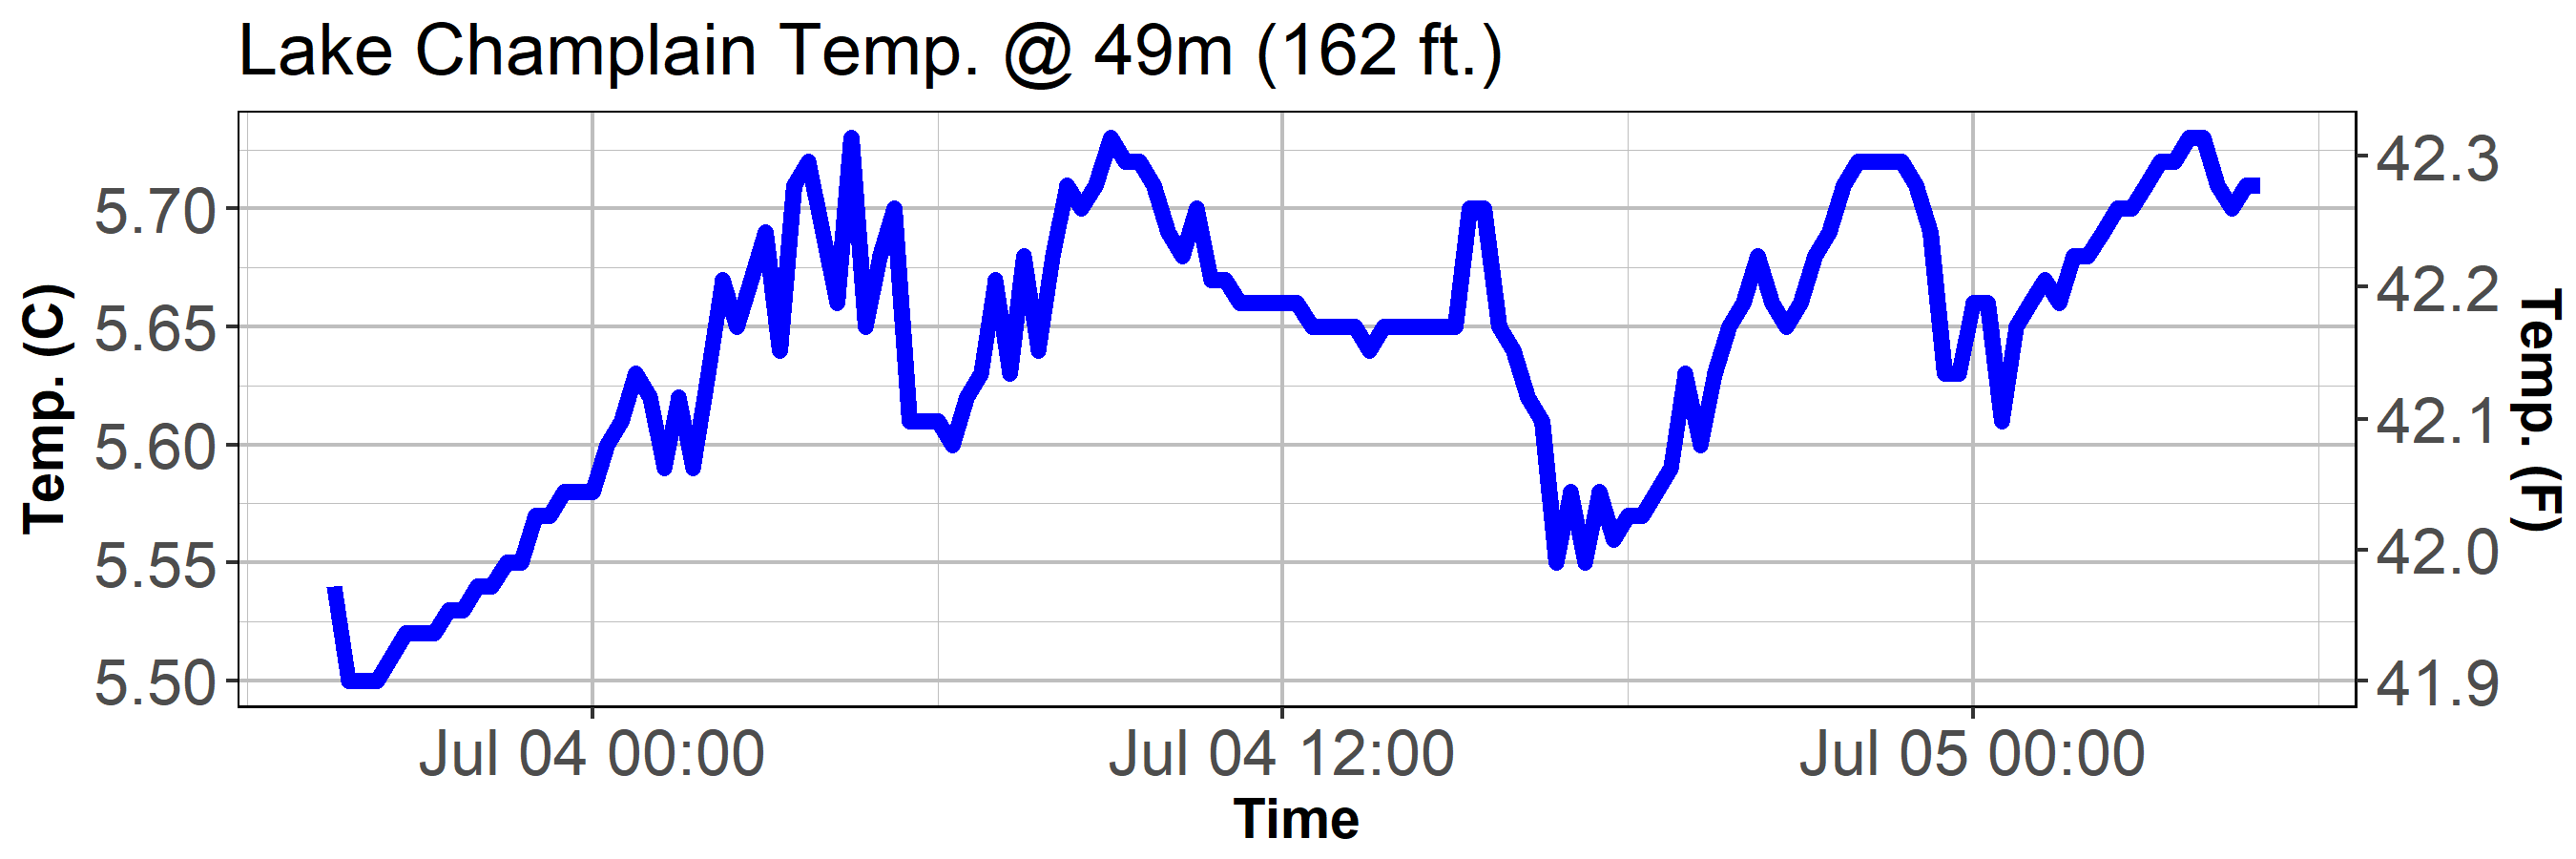 Lake Champlain Temp. @ 49m (162 ft.)
Temp. (C)
5.70
5.65
5.60
5.55
5.50
42.3
42.2
42.1
42.0
41.9
Temp. (F)
Jul 04 00:00
Jul 04 12:00
Jul 05 00:00
Time